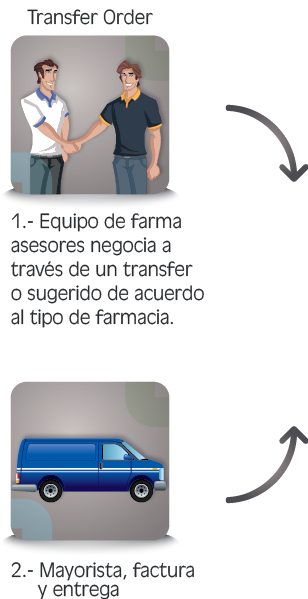 Transfer Order
1.- Equipo de farma
asesores negocia a
través de un transfer
o sugerido de acuerdo
al tipo de farmacia.
2.- Mayorista, factura
y entrega